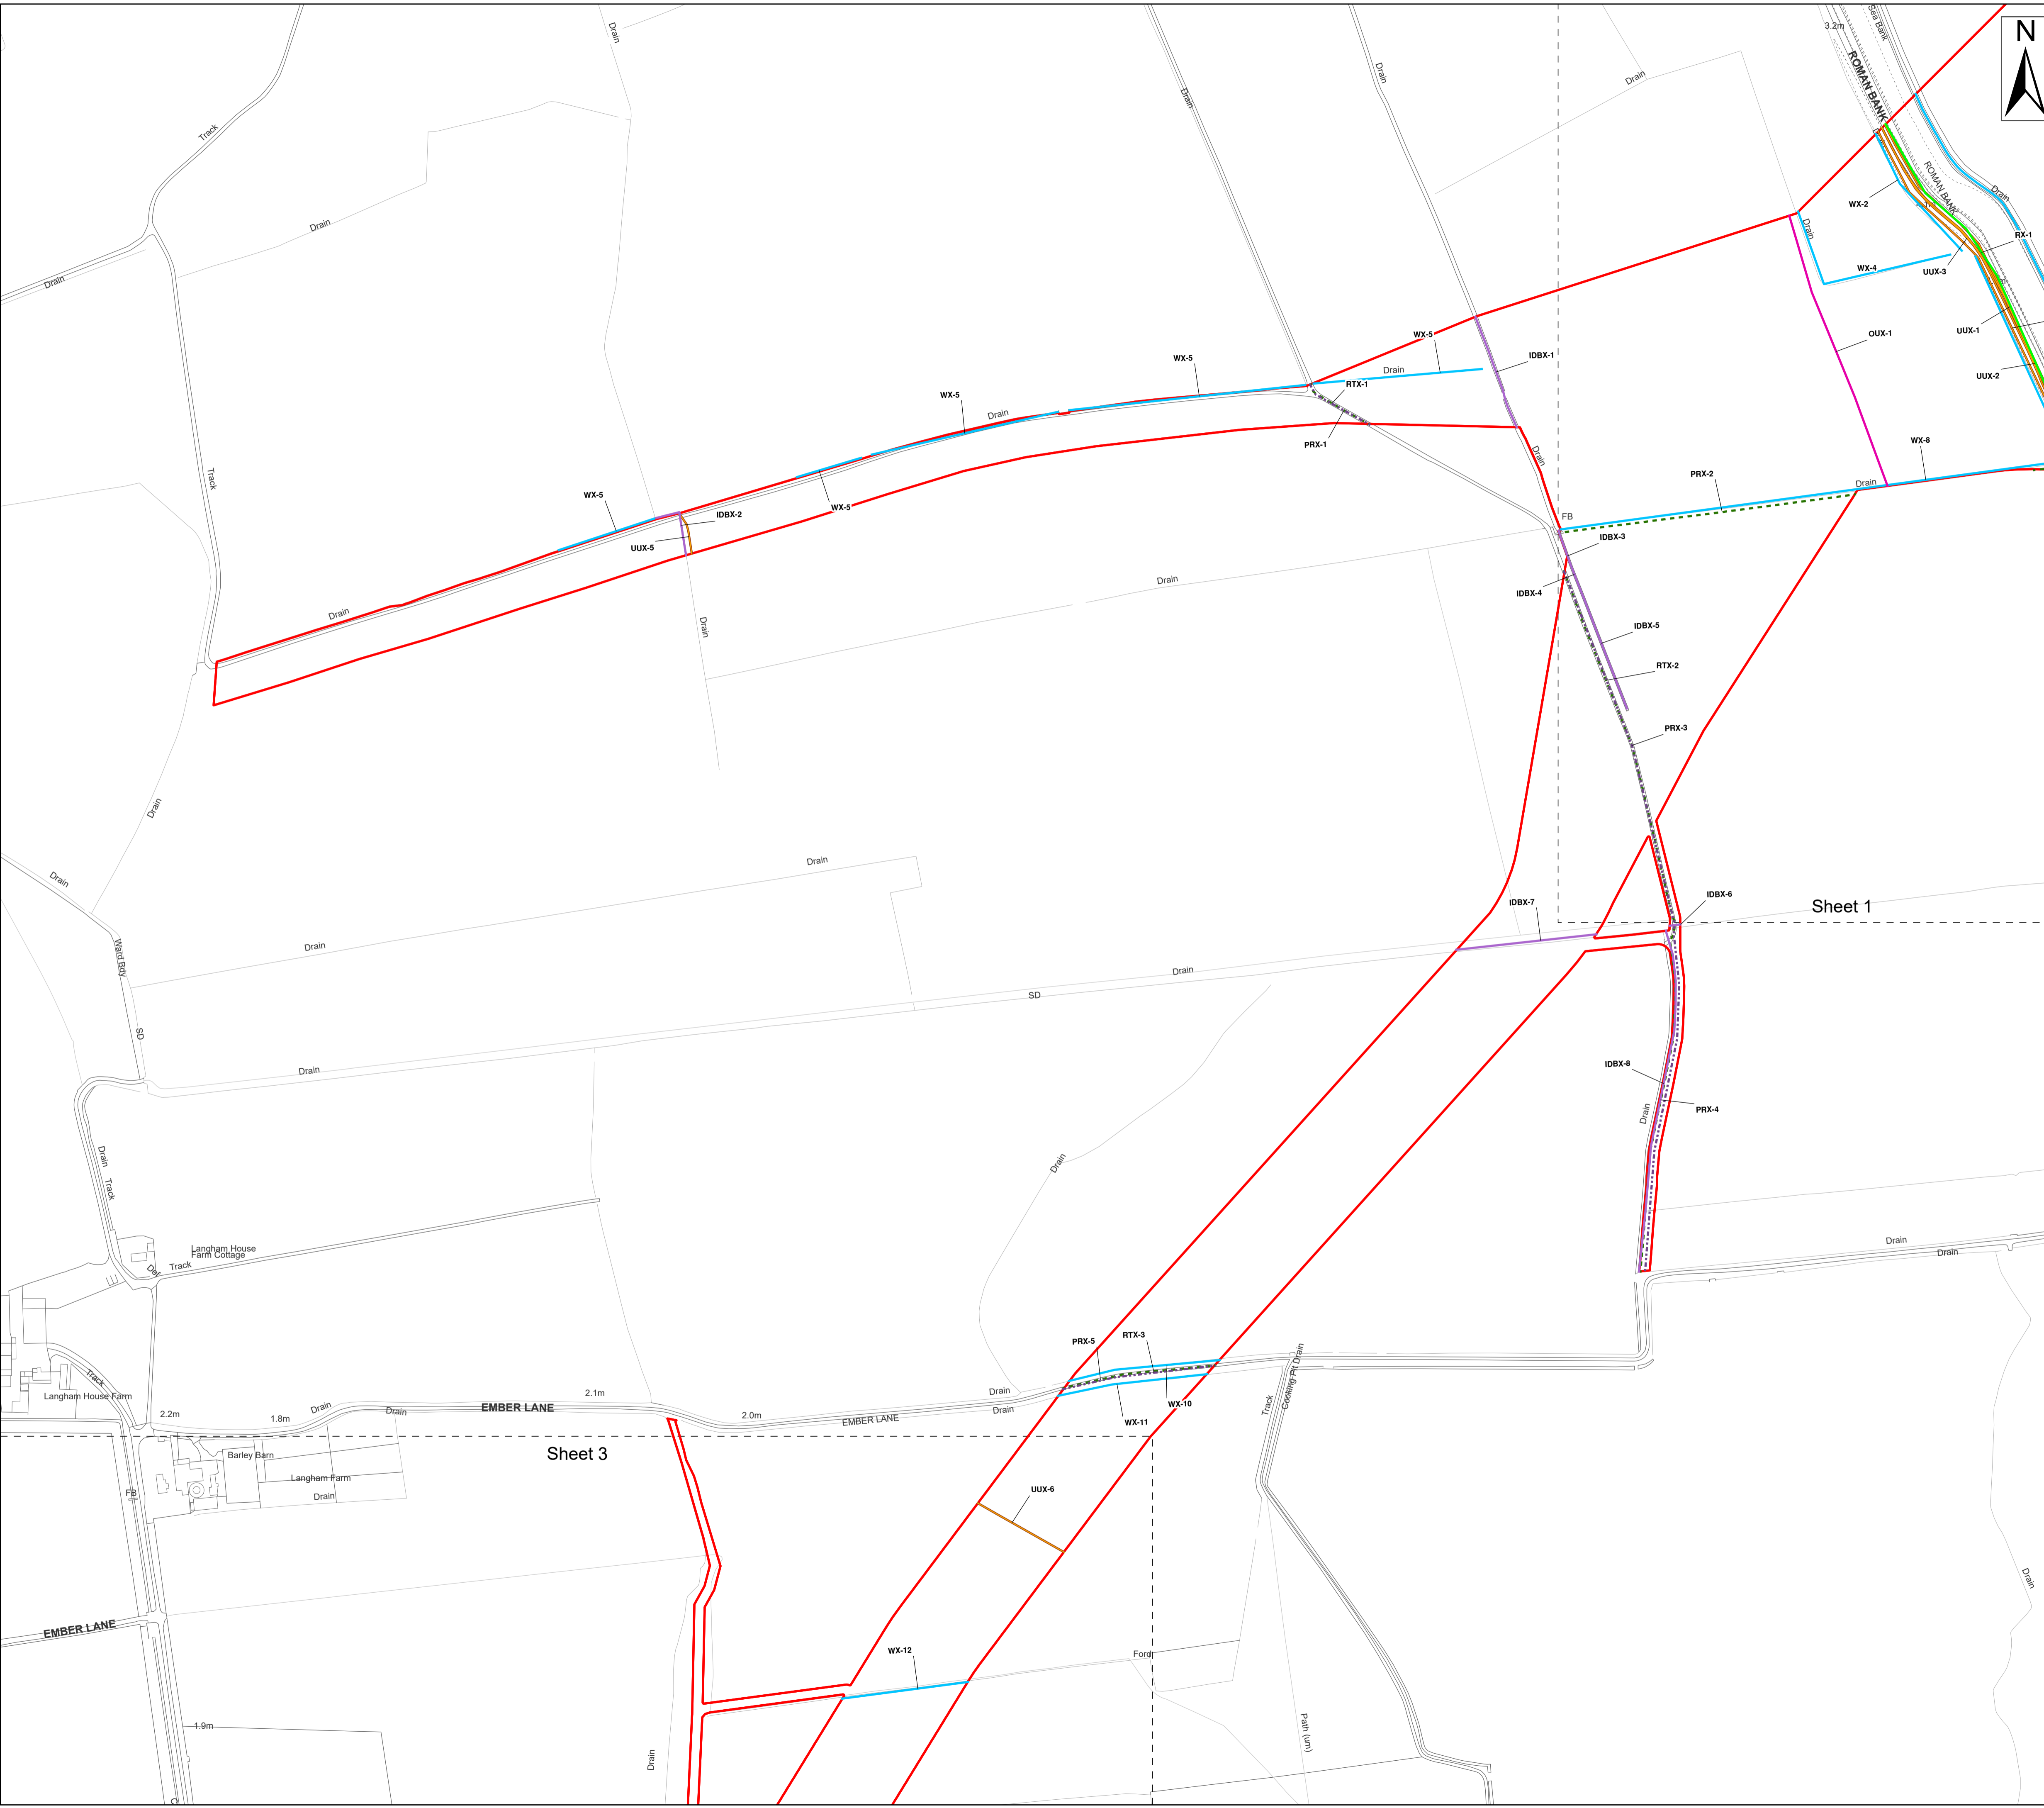 Drain
3.2m
Sea Bank
N
ROMAN BANK
Drain
Drain
Drain
Track
Drain
ROMAN BANK
Drain
WX-2
Drain
Drain
RX-1
WX-4
UUX-3
Drain
WX-5
UUX-1
OUX-1
WX-5
IDBX-1
Drain
UUX-2
RTX-1
WX-5
Drain
PRX-1
WX-8
Drain
Track
PRX-2
Drain
WX-5
WX-5
IDBX-2
FB
IDBX-3
UUX-5
Drain
IDBX-4
Drain
Drain
IDBX-5
RTX-2
PRX-3
Drain
Drain
Drain
IDBX-6
IDBX-7
Sheet 1
Ward Bdy
Drain
Drain
SD
SD
Drain
IDBX-8
PRX-4
Drain
Drain
Drain
Track
Drain
Langham House
Farm Cottage
Def
Track
Drain
Drain
PRX-5
RTX-3
Cocking Pit Drain
Track
Langham House Farm
2.1m
Drain
Track
WX-10
2.2m
1.8m
Drain
Drain
EMBER LANE
2.0m
EMBER LANE
Drain
WX-11
Sheet 3
Barley Barn
Langham Farm
FB
Drain
UUX-6
Drain
EMBER LANE
WX-12
Ford
1.9m
Drain
Path (um)